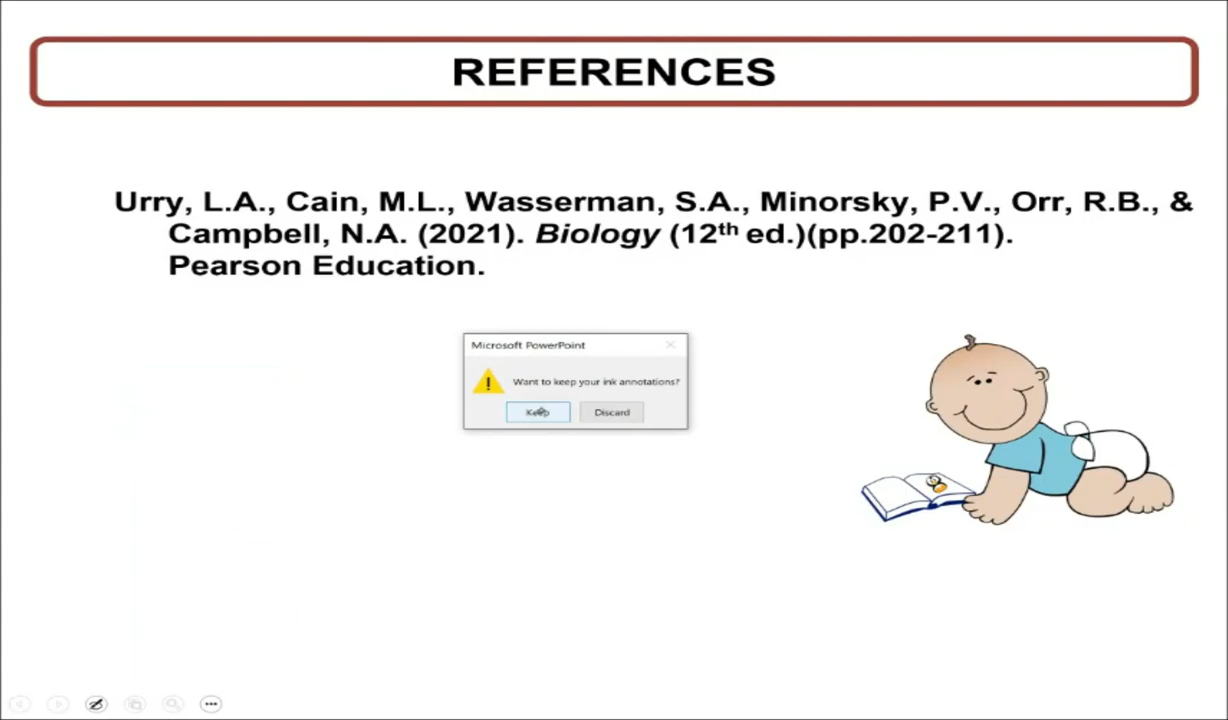 REFERENCES
Urry, L.A., Cain, M.L., Wasserman, S.A., Minorsky, P.V., Orr, R.B., &
Campbell, N.A. (2021). Biology (12th ed.)(pp.202-211).
Pearson Education.
Microsoft PowerPoint
Want to keep your ink annotations?
Keep
Discard